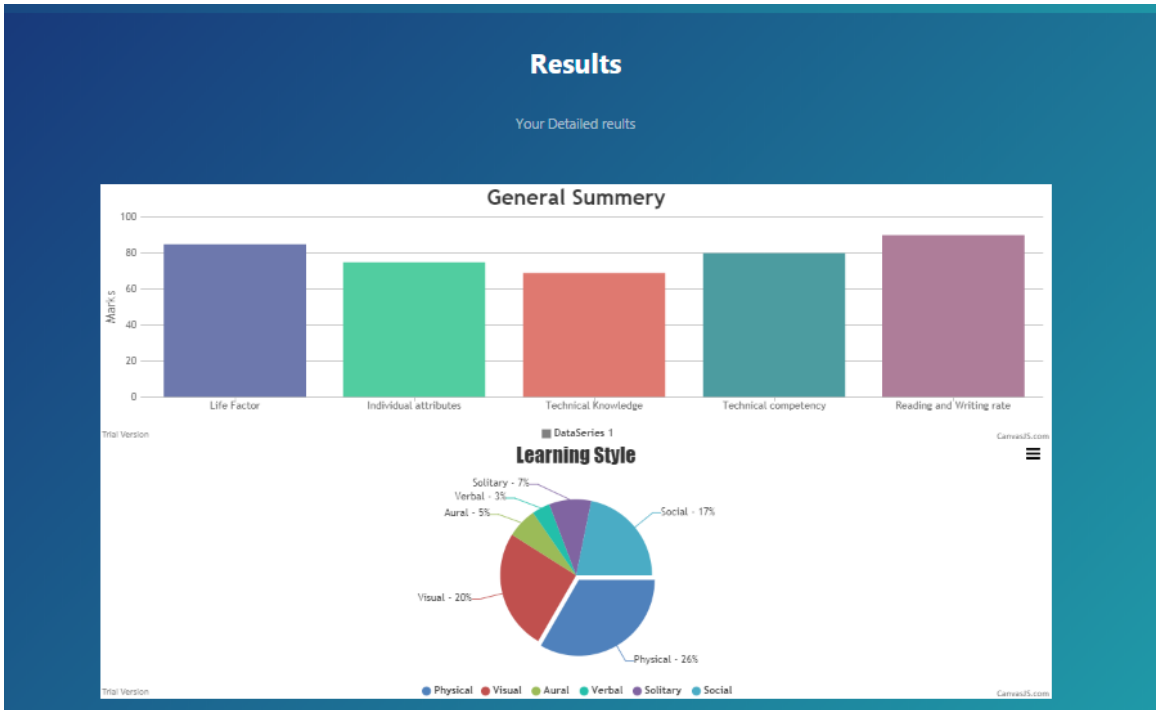 Results
Your Detailed reults
General Summery
100
80
60
40
20
0
Marks
Life Factor
Individual attributes
Technical Knowledge
Technical competency
Reading and Writing rate
Trial Version
DataSeries 1
CanvasJS.com
Learning Style
Solitary - 7%
Verbal - 3%
Aural - 5%
Social - 17%
Visual - 20%
Physical - 26%
Trial Version
Physical Visual Aural Verbal Solitary Social
CanvasJS.com